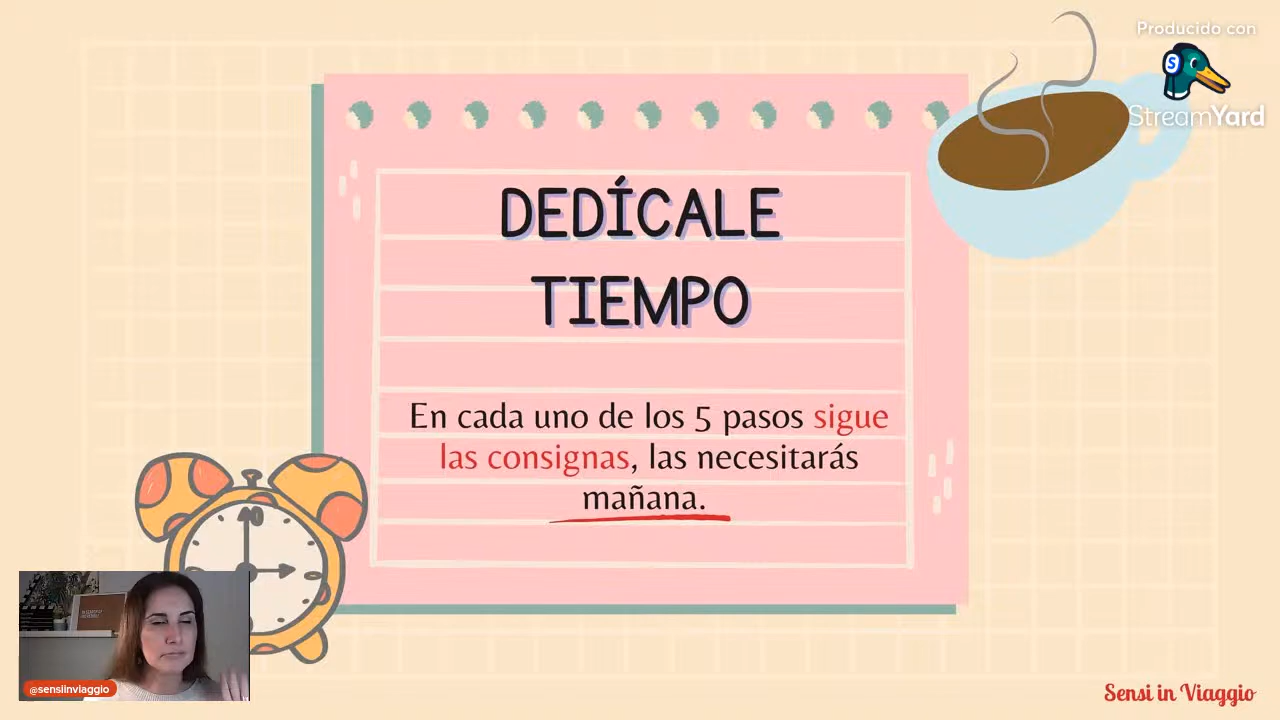 Producido con
StreamYard
DEDÍCALE
TIEMPO
En cada uno de los 5 pasos sigue
las consignas, las necesitarás
mañana.
@sensiinviaggio
Sensi in Viaggio